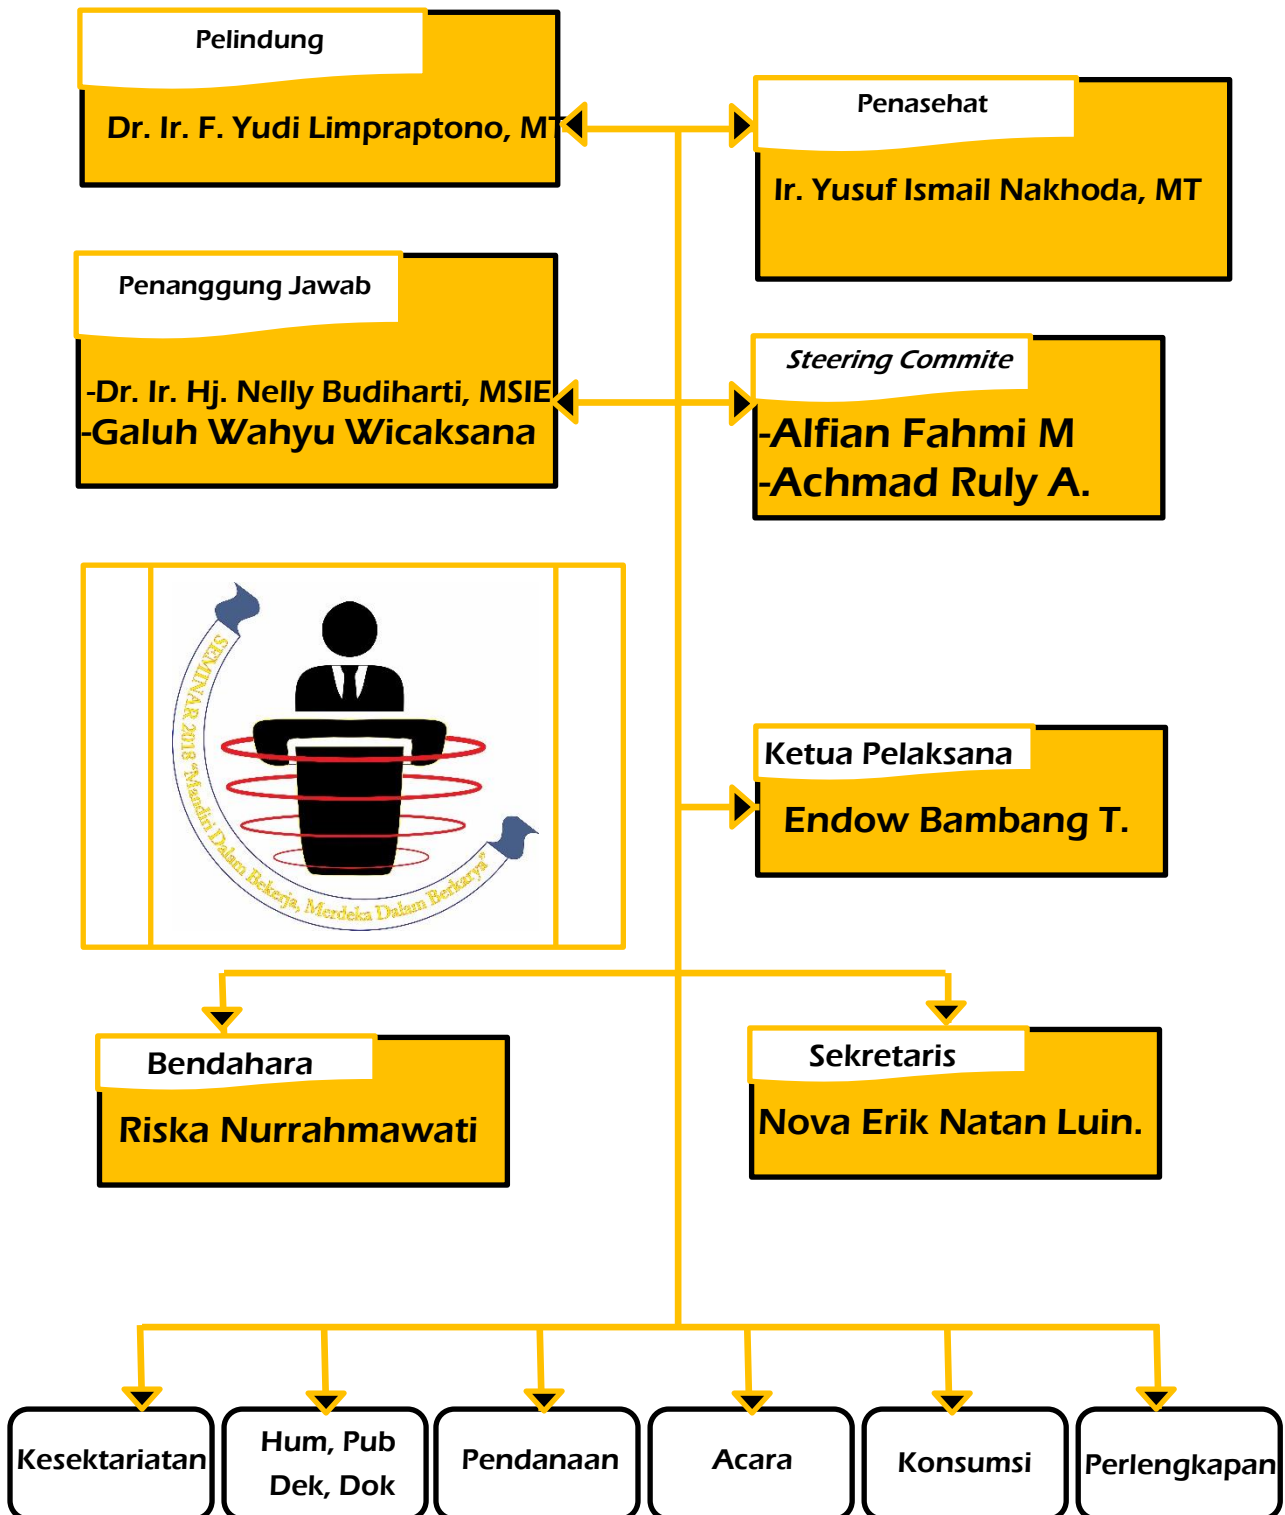 Pelindung
Dr. Ir. F. Yudi Limpraptono, MT
Penasehat
Ir. Yusuf Ismail Nakhoda, MT
Penanggung Jawab
-Dr. Ir. Hj. Nelly Budiharti, MSIE
-Galuh Wahyu Wicaksana
Steering Commite
-Alfian Fahmi M
-Achmad Ruly A.
SEMINAR 2018 "Mandiri Dalam Bekerja, Merdeka Dalam Berkarya"
Ketua Pelaksana
Endow Bambang T.
Bendahara
Riska Nurrahmawati
Sekretaris
Nova Erik Natan Luin.
Kesektariatan
Hum, Pub
Dek, Dok
Pendanaan
Acara
Konsumsi
Perlengkapan